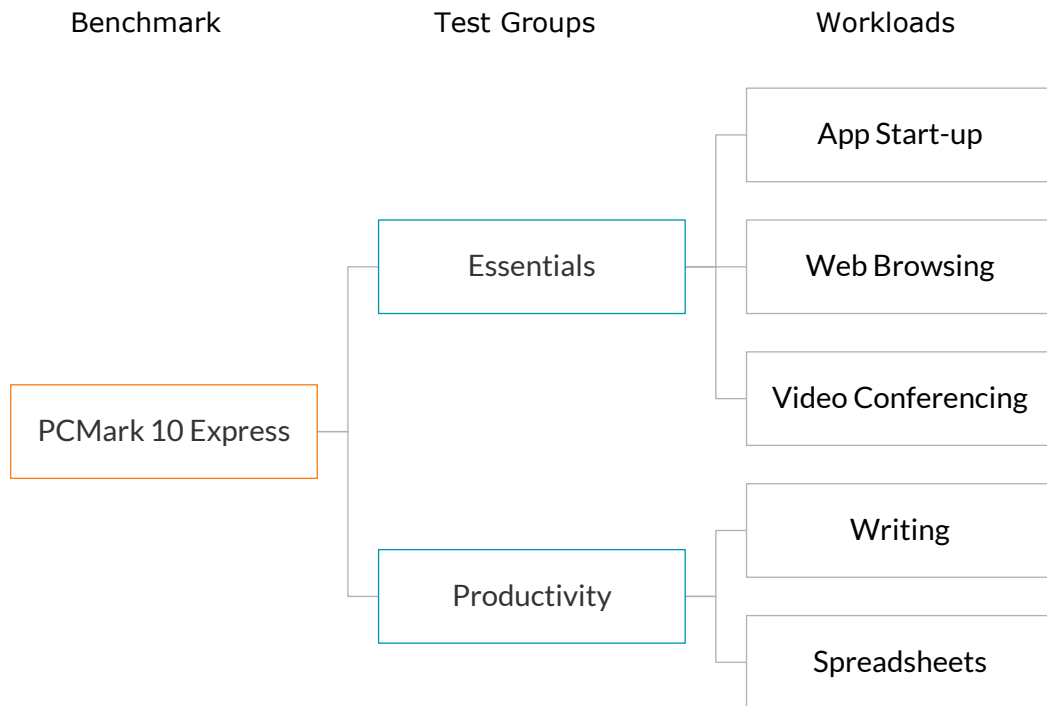 Benchmark
Test Groups
Workloads
App Start-up
Essentials
Web Browsing
Video Conferencing
PCMark 10 Express
Writing
Productivity
Spreadsheets